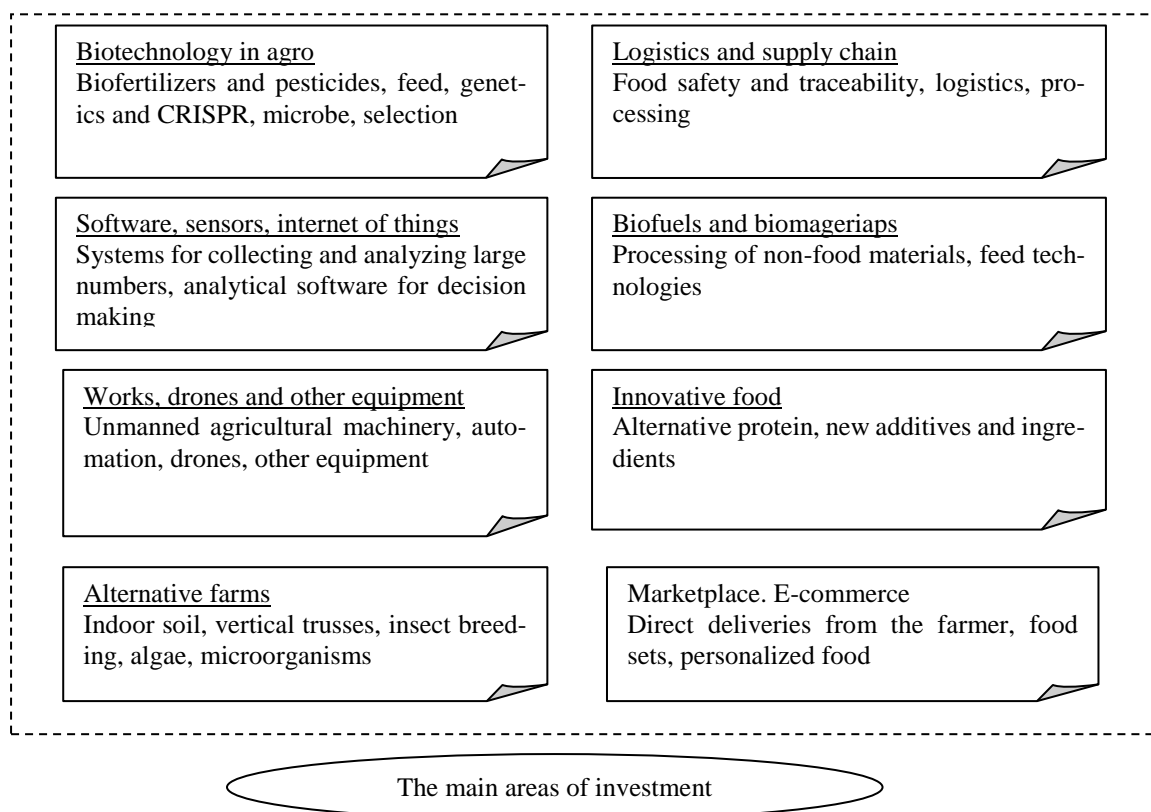 Biotechnology in agro
Biofertilizers and pesticides, feed, genet-
ics and CRISPR, microbe, selection
Logistics and supply chain
Food safety and traceability, logistics, pro-
cessing
Software, sensors, internet of things
Systems for collecting and analyzing large
numbers, analytical software for decision
making
Biofuels and biomageriaps
Processing of non-food materials, feed tech-
nologies
Works, drones and other equipment
Unmanned agricultural machinery, auto-
mation, drones, other equipment
Innovative food
Alternative protein, new additives and ingre-
dients
Alternative farms
Indoor soil, vertical trusses, insect breed-
ing, algae, microorganisms
Marketplace. E-commerce
Direct deliveries from the farmer, food
sets, personalized food
The main areas of investment